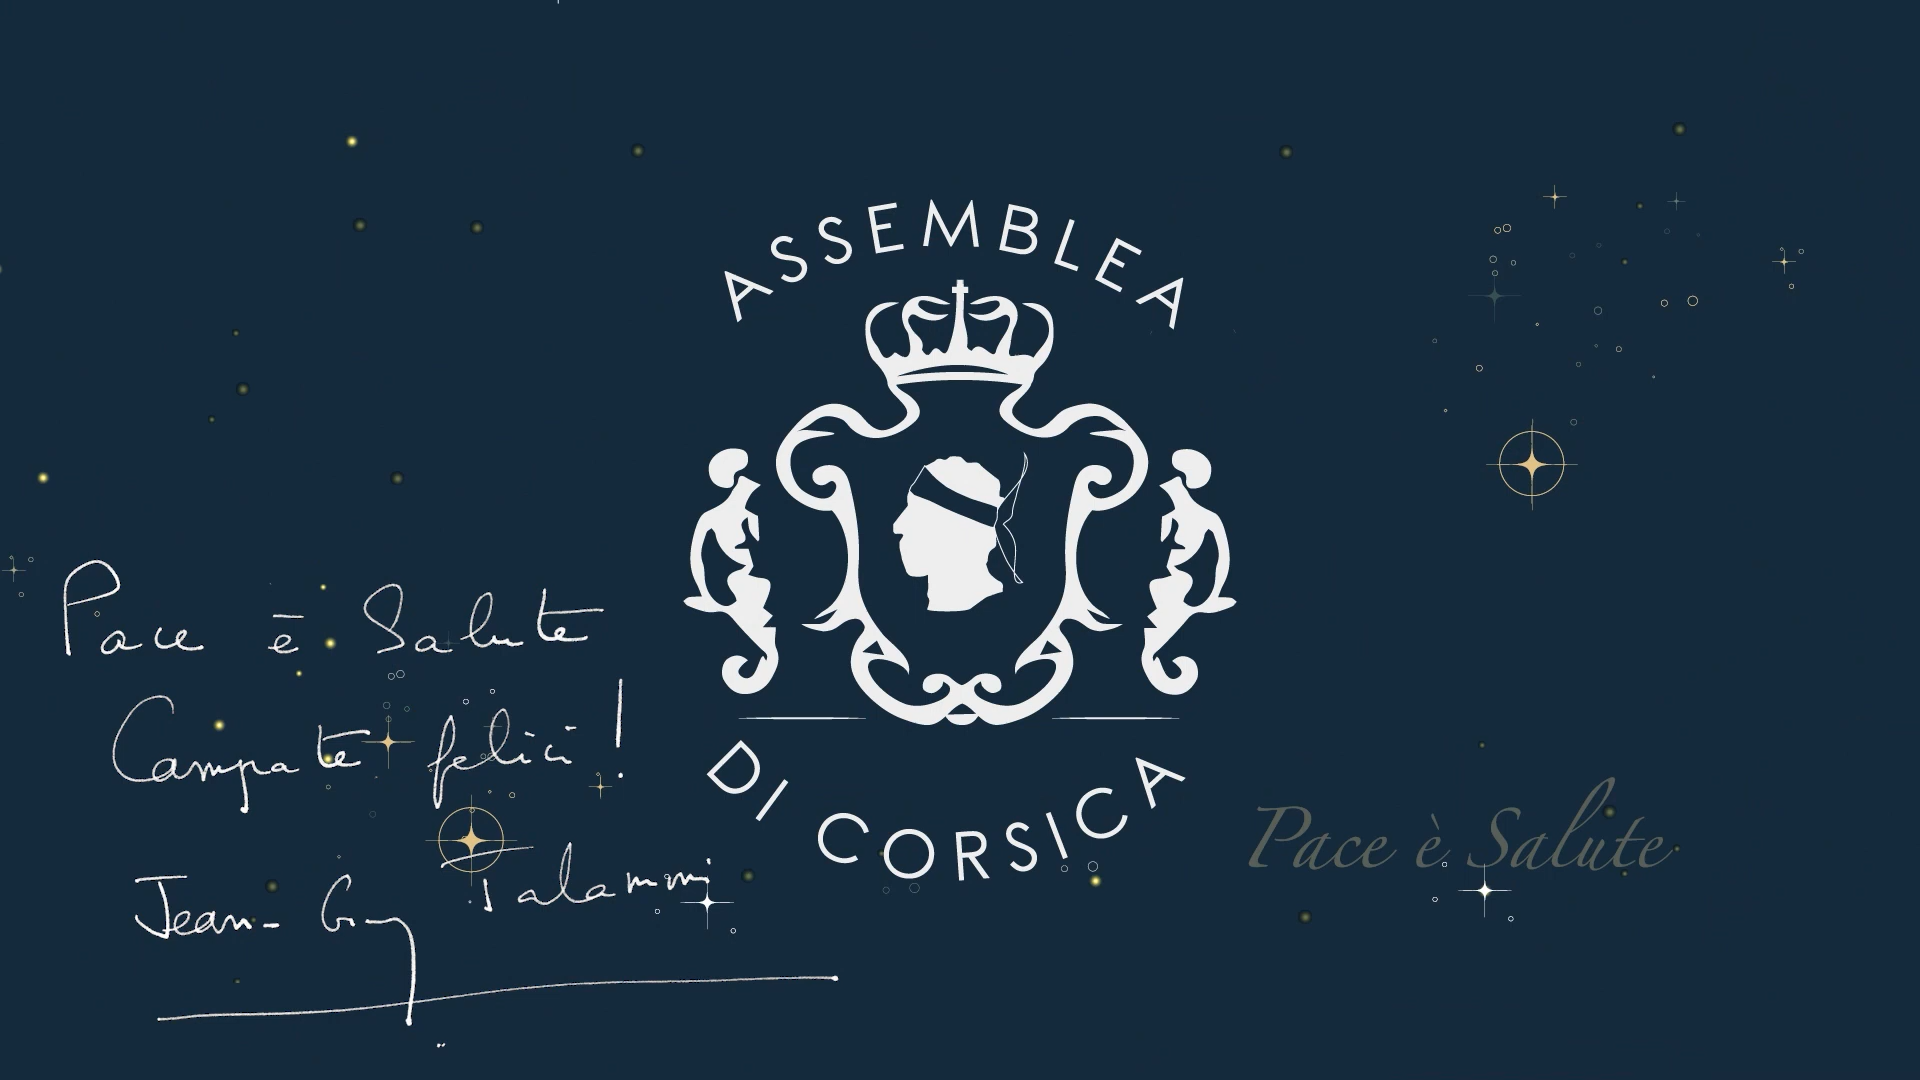 ASSEMBLEA
DI CORSICA
Pace è Salute
Campate felici !
Jean-Guy Talamoni
Pace è Salute